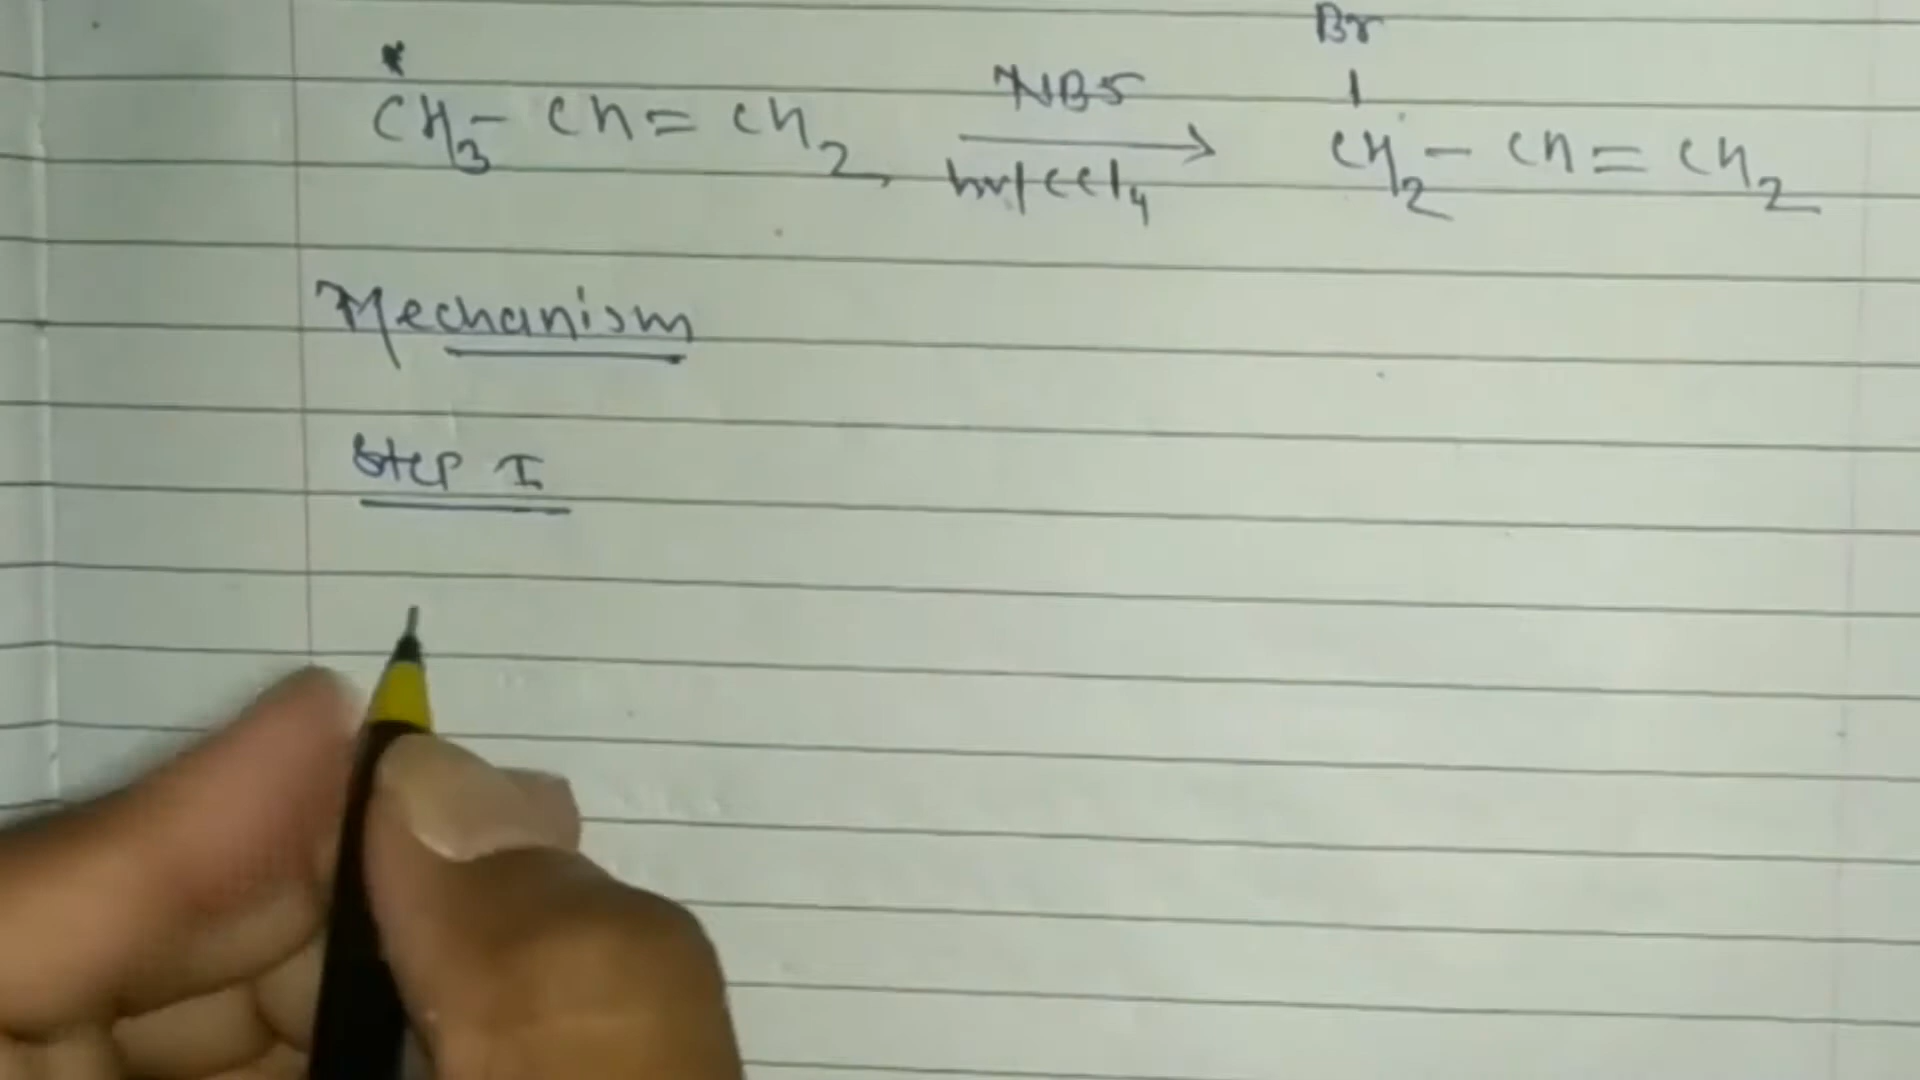 Br
* NBS |
CH3 - CH = CH2, → CH2 - CH = CH2
hν/CCl4
Mechanism
Step I